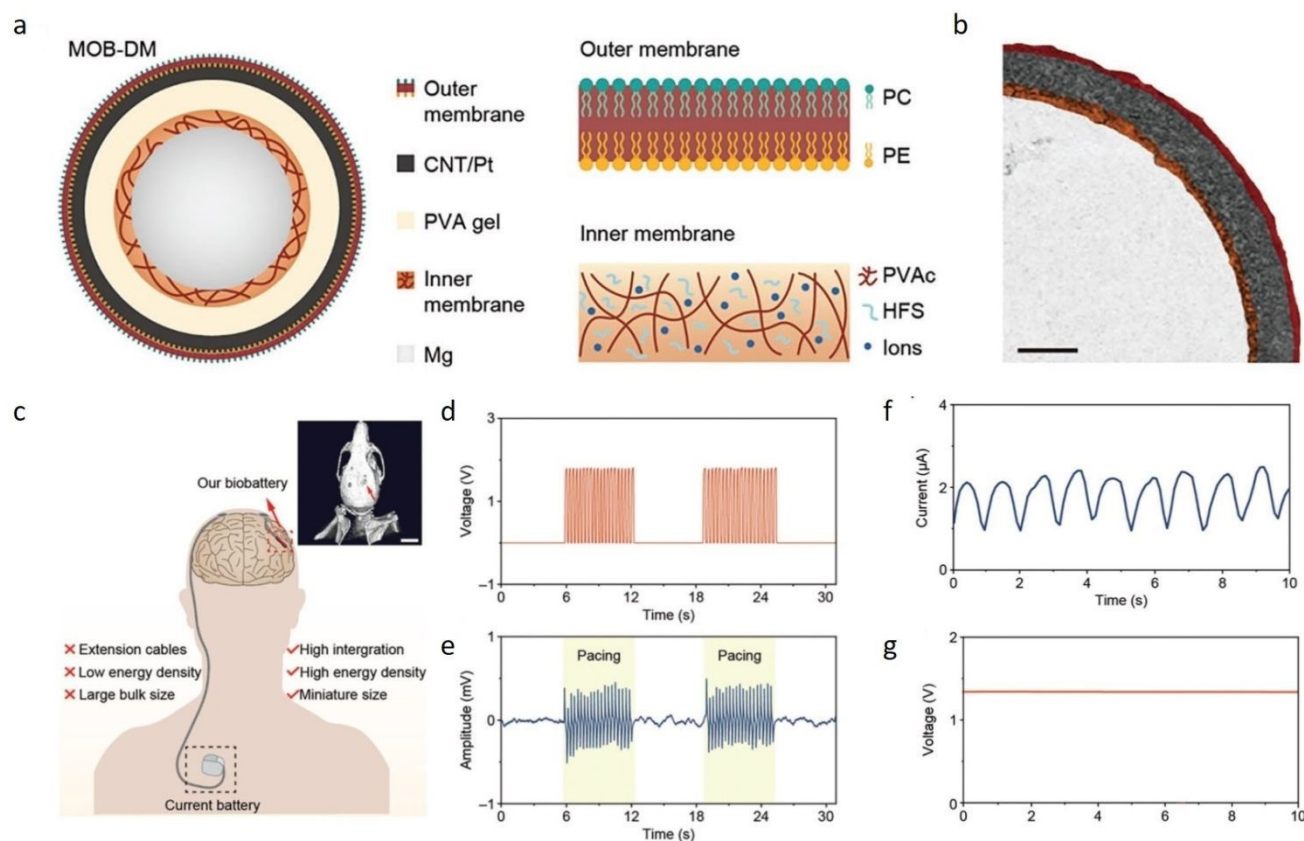 a
MOB-DM
Outer
membrane
CNT/Pt
PVA gel
Inner
membrane
Mg
Outer membrane
PC
PE
Inner membrane
PVAc
HFS
Ions
b
c
Our biobattery
Extension cables
Low energy density
Large bulk size
High intergration
High energy density
Miniature size
Current battery
d
Voltage (V)
3
1
–1
6
12
18
24
30
Time (s)
e
Amplitude (mV)
1
0
–1
Pacing
Pacing
0
6
12
18
24
30
Time (s)
f
Current (µA)
4
2
0
0
2
4
6
8
10
Time (s)
g
Voltage (V)
2
1
0
0
2
4
6
8
10
Time (s)